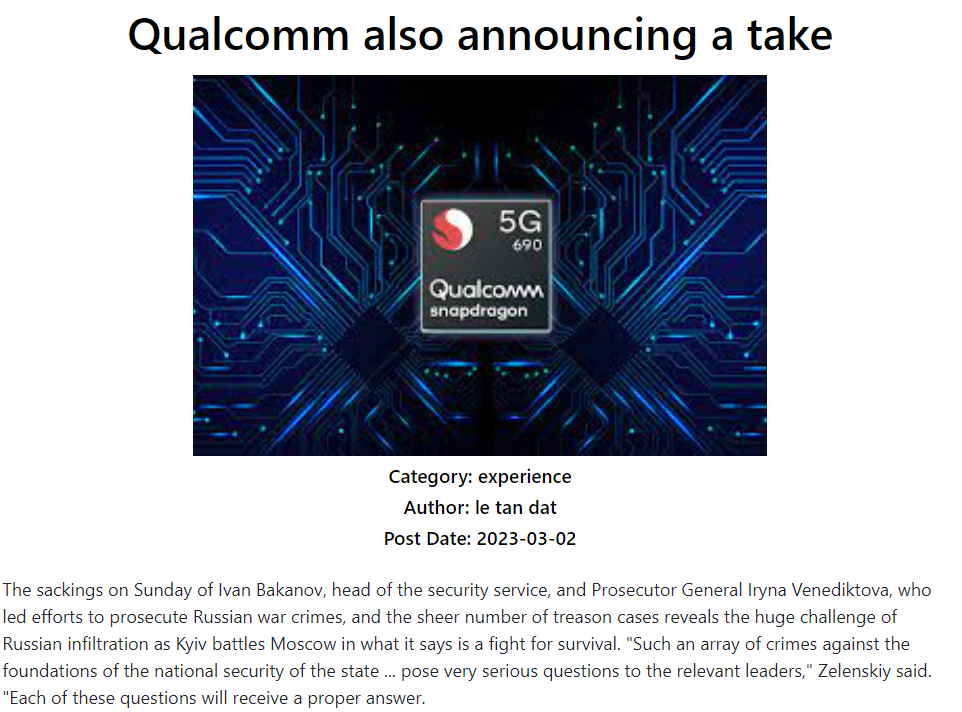 Qualcomm also announcing a take
5G
690
Qualcomm
snapdragon
Category: experience
Author: le tan dat
Post Date: 2023-03-02
The sackings on Sunday of Ivan Bakanov, head of the security service, and Prosecutor General Iryna Venediktova, who
led efforts to prosecute Russian war crimes, and the sheer number of treason cases reveals the huge challenge of
Russian infiltration as Kyiv battles Moscow in what it says is a fight for survival. "Such an array of crimes against the
foundations of the national security of the state ... pose very serious questions to the relevant leaders," Zelenskiy said.
"Each of these questions will receive a proper answer.